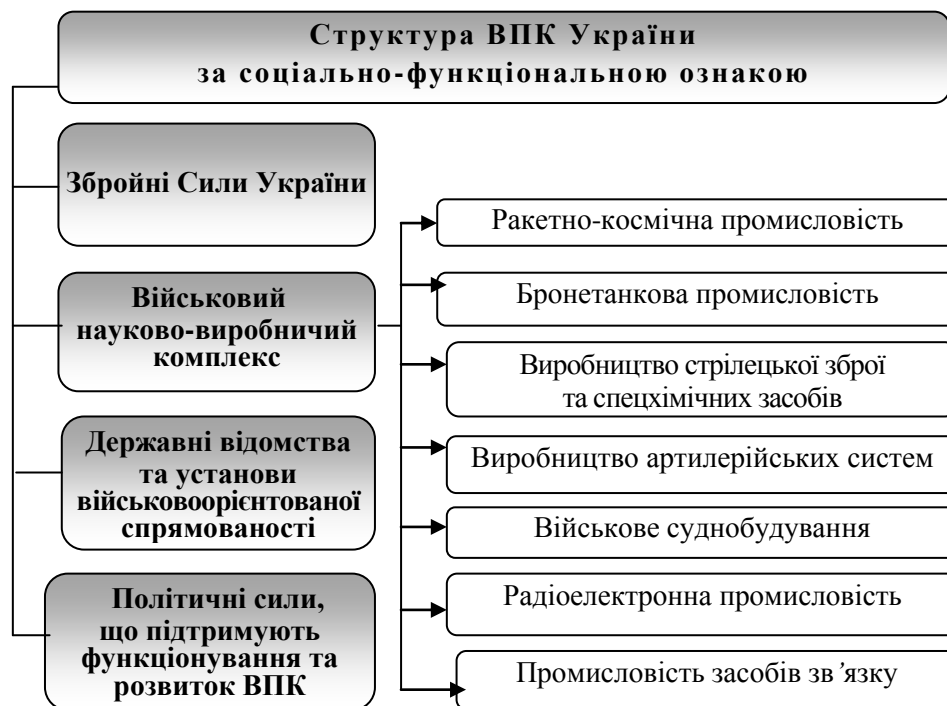 Структура ВПК України
за соціально-функціональною ознакою
Збройні Сили України
Військовий
науково-виробничий
комплекс
Державні відомства
та установи
військовоорієнтованої
спрямованості
Політичні сили,
що підтримують
функціонування та
розвиток ВПК
Ракетно-космічна промисловість
Бронетанкова промисловість
Виробництво стрілецької зброї
та спецхімічних засобів
Виробництво артилерійських систем
Військове суднобудування
Радіоелектронна промисловість
Промисловість засобів зв’язку